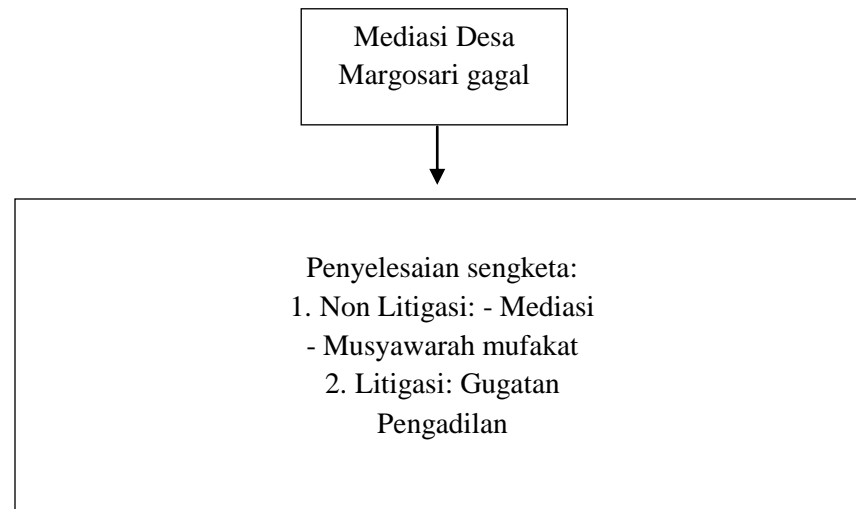 Mediasi Desa
Margosari gagal
Penyelesaian sengketa:
1. Non Litigasi: - Mediasi
- Musyawarah mufakat
2. Litigasi: Gugatan
Pengadilan